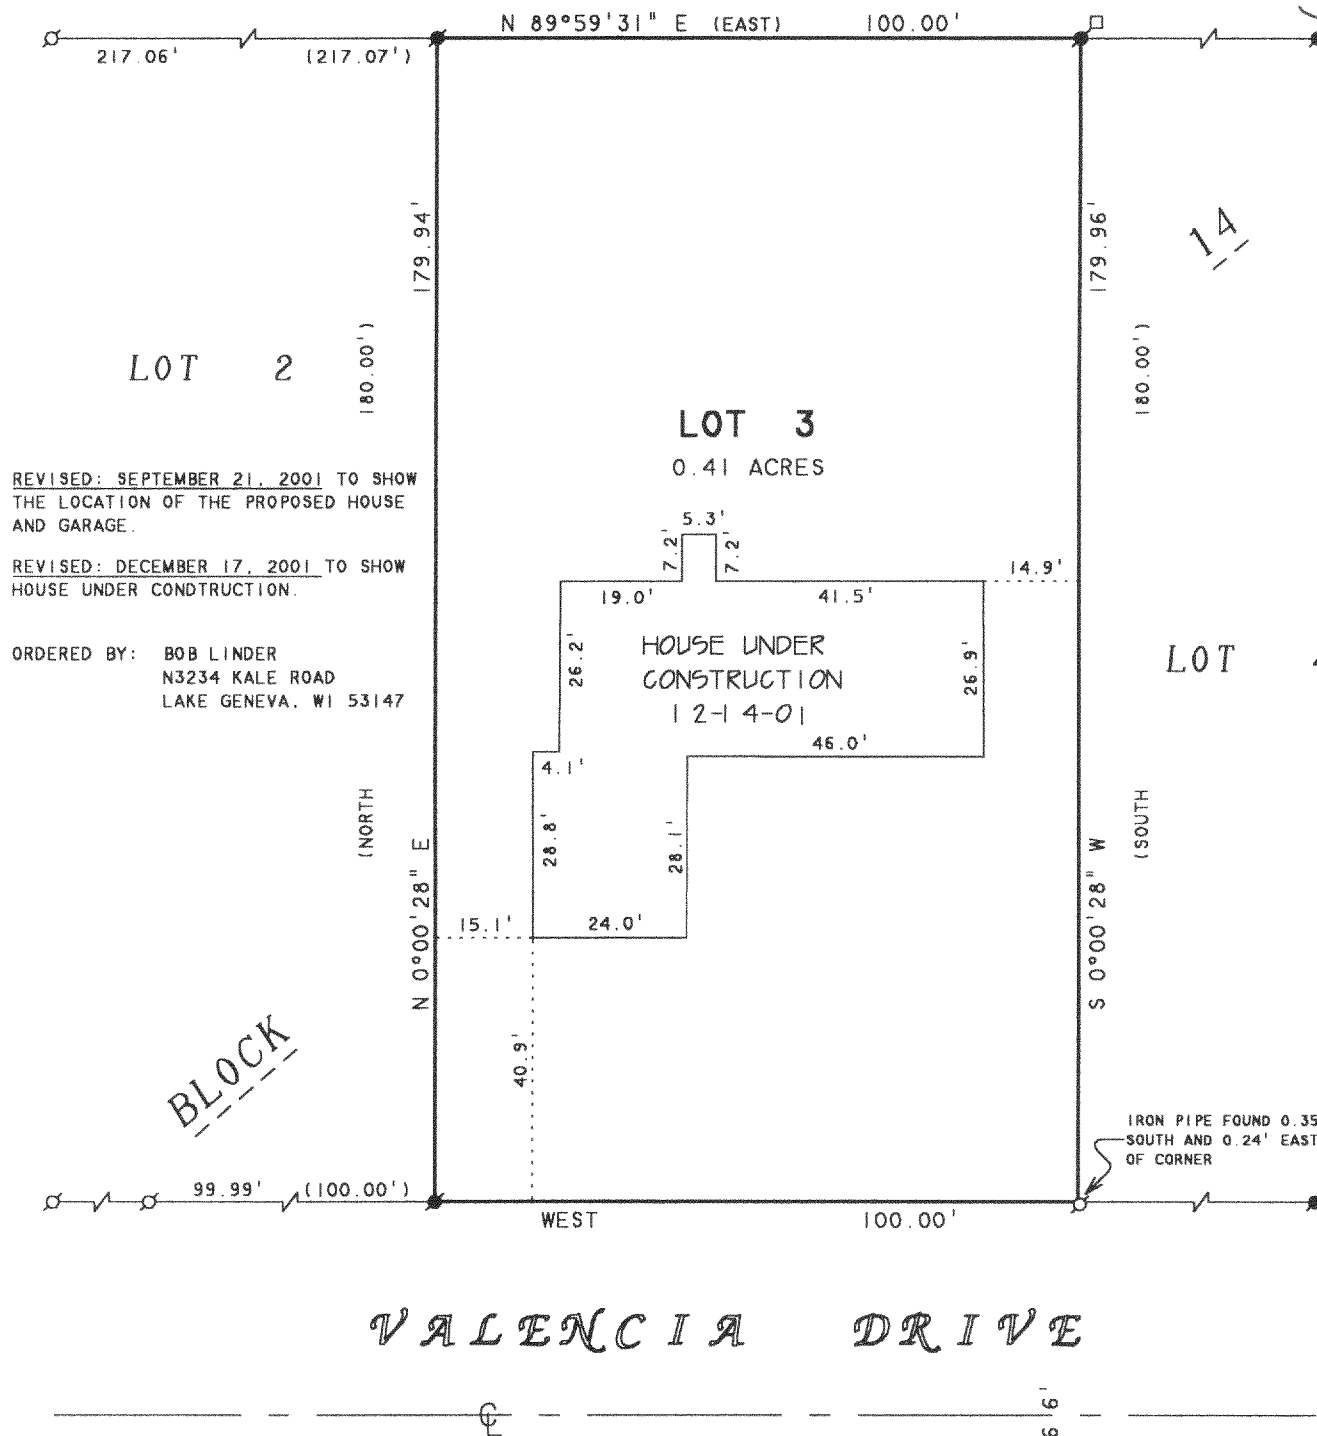 N 89°59'31" E (EAST) 100.00'
217.06' (217.07')
179.94'
179.96'
14
(180.00')
180.00')
LOT 2
LOT 3
0.41 ACRES
REVISED: SEPTEMBER 21, 2001 TO SHOW
THE LOCATION OF THE PROPOSED HOUSE
AND GARAGE.
5.3'
7.2'
7.2'
REVISED: DECEMBER 17, 2001 TO SHOW
HOUSE UNDER CONDTRUCTION.
14.9'
19.0'
41.5'
ORDERED BY: BOB LINDER
N3234 KALE ROAD
LAKE GENEVA, WI 53147
26.2'
HOUSE UNDER
CONSTRUCTION
12-14-01
26.9'
LOT
46.0'
4.1'
(NORTH
N 0°00'28" E
28.8'
28.1'
S 0°00'28" W
(SOUTH
15.1'
24.0'
40.9'
BLOCK
IRON PIPE FOUND 0.35
SOUTH AND 0.24' EAST
OF CORNER
99.99' (100.00')
WEST 100.00'
VALENCIA DRIVE